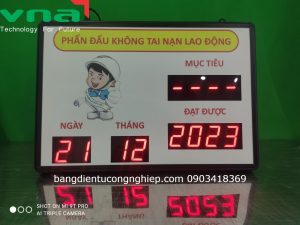 vna
Technology For Future
PHẤN ĐẤU KHÔNG TAI NẠN LAO ĐỘNG
MỤC TIÊU
- - - -
ĐẠT ĐƯỢC
2023
NGÀY THÁNG
21 12
bangdientucongnghiep.com 0903418369
SHOT ON MI 9T PRO
AI TRIPLE CAMERA